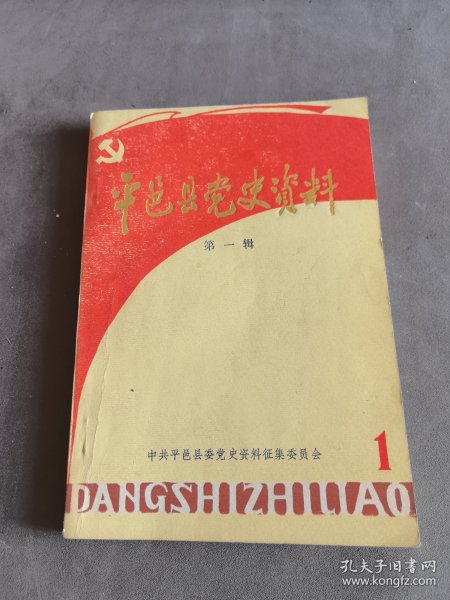 平邑县党史资料
第一辑
中共平邑县委党史资料征集委员会
1
DANGSHIZHILIAO
孔夫子旧书网
www.kongfz.com